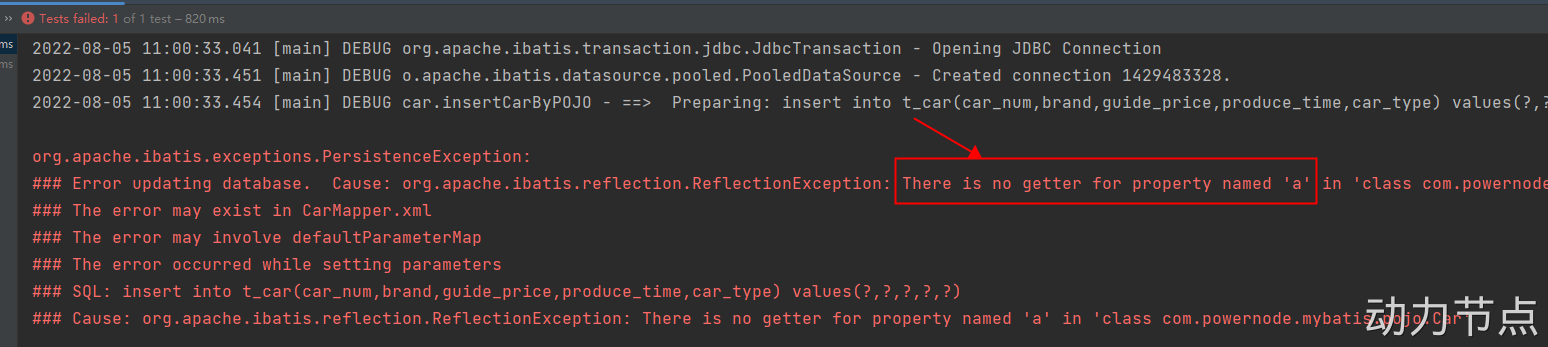 ›› Tests failed: 1 of 1 test – 820 ms
ms
ms
2022-08-05 11:00:33.041 [main] DEBUG org.apache.ibatis.transaction.jdbc.JdbcTransaction - Opening JDBC Connection
2022-08-05 11:00:33.451 [main] DEBUG o.apache.ibatis.datasource.pooled.PooledDataSource - Created connection 1429483328.
2022-08-05 11:00:33.454 [main] DEBUG car.insertCarByPOJO - ==>  Preparing: insert into t_car(car_num,brand,guide_price,produce_time,car_type) values(?,?
org.apache.ibatis.exceptions.PersistenceException:
### Error updating database.  Cause: org.apache.ibatis.reflection.ReflectionException: There is no getter for property named 'a' in 'class com.powernode
### The error may exist in CarMapper.xml
### The error may involve defaultParameterMap
### The error occurred while setting parameters
### SQL: insert into t_car(car_num,brand,guide_price,produce_time,car_type) values(?,?,?,?,?)
### Cause: org.apache.ibatis.reflection.ReflectionException: There is no getter for property named 'a' in 'class com.powernode.mybatis.pojo.Car'
动力节点